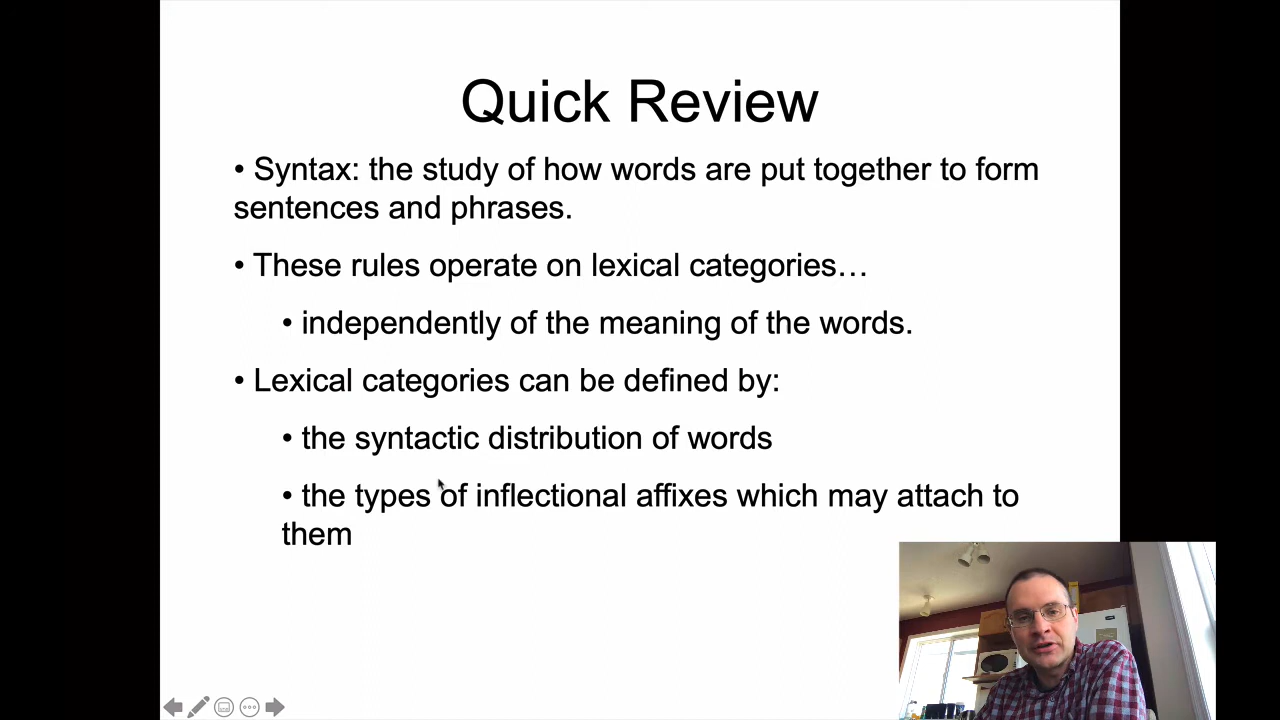 Quick Review
• Syntax: the study of how words are put together to form
sentences and phrases.
• These rules operate on lexical categories…
• independently of the meaning of the words.
• Lexical categories can be defined by:
• the syntactic distribution of words
• the types of inflectional affixes which may attach to
them